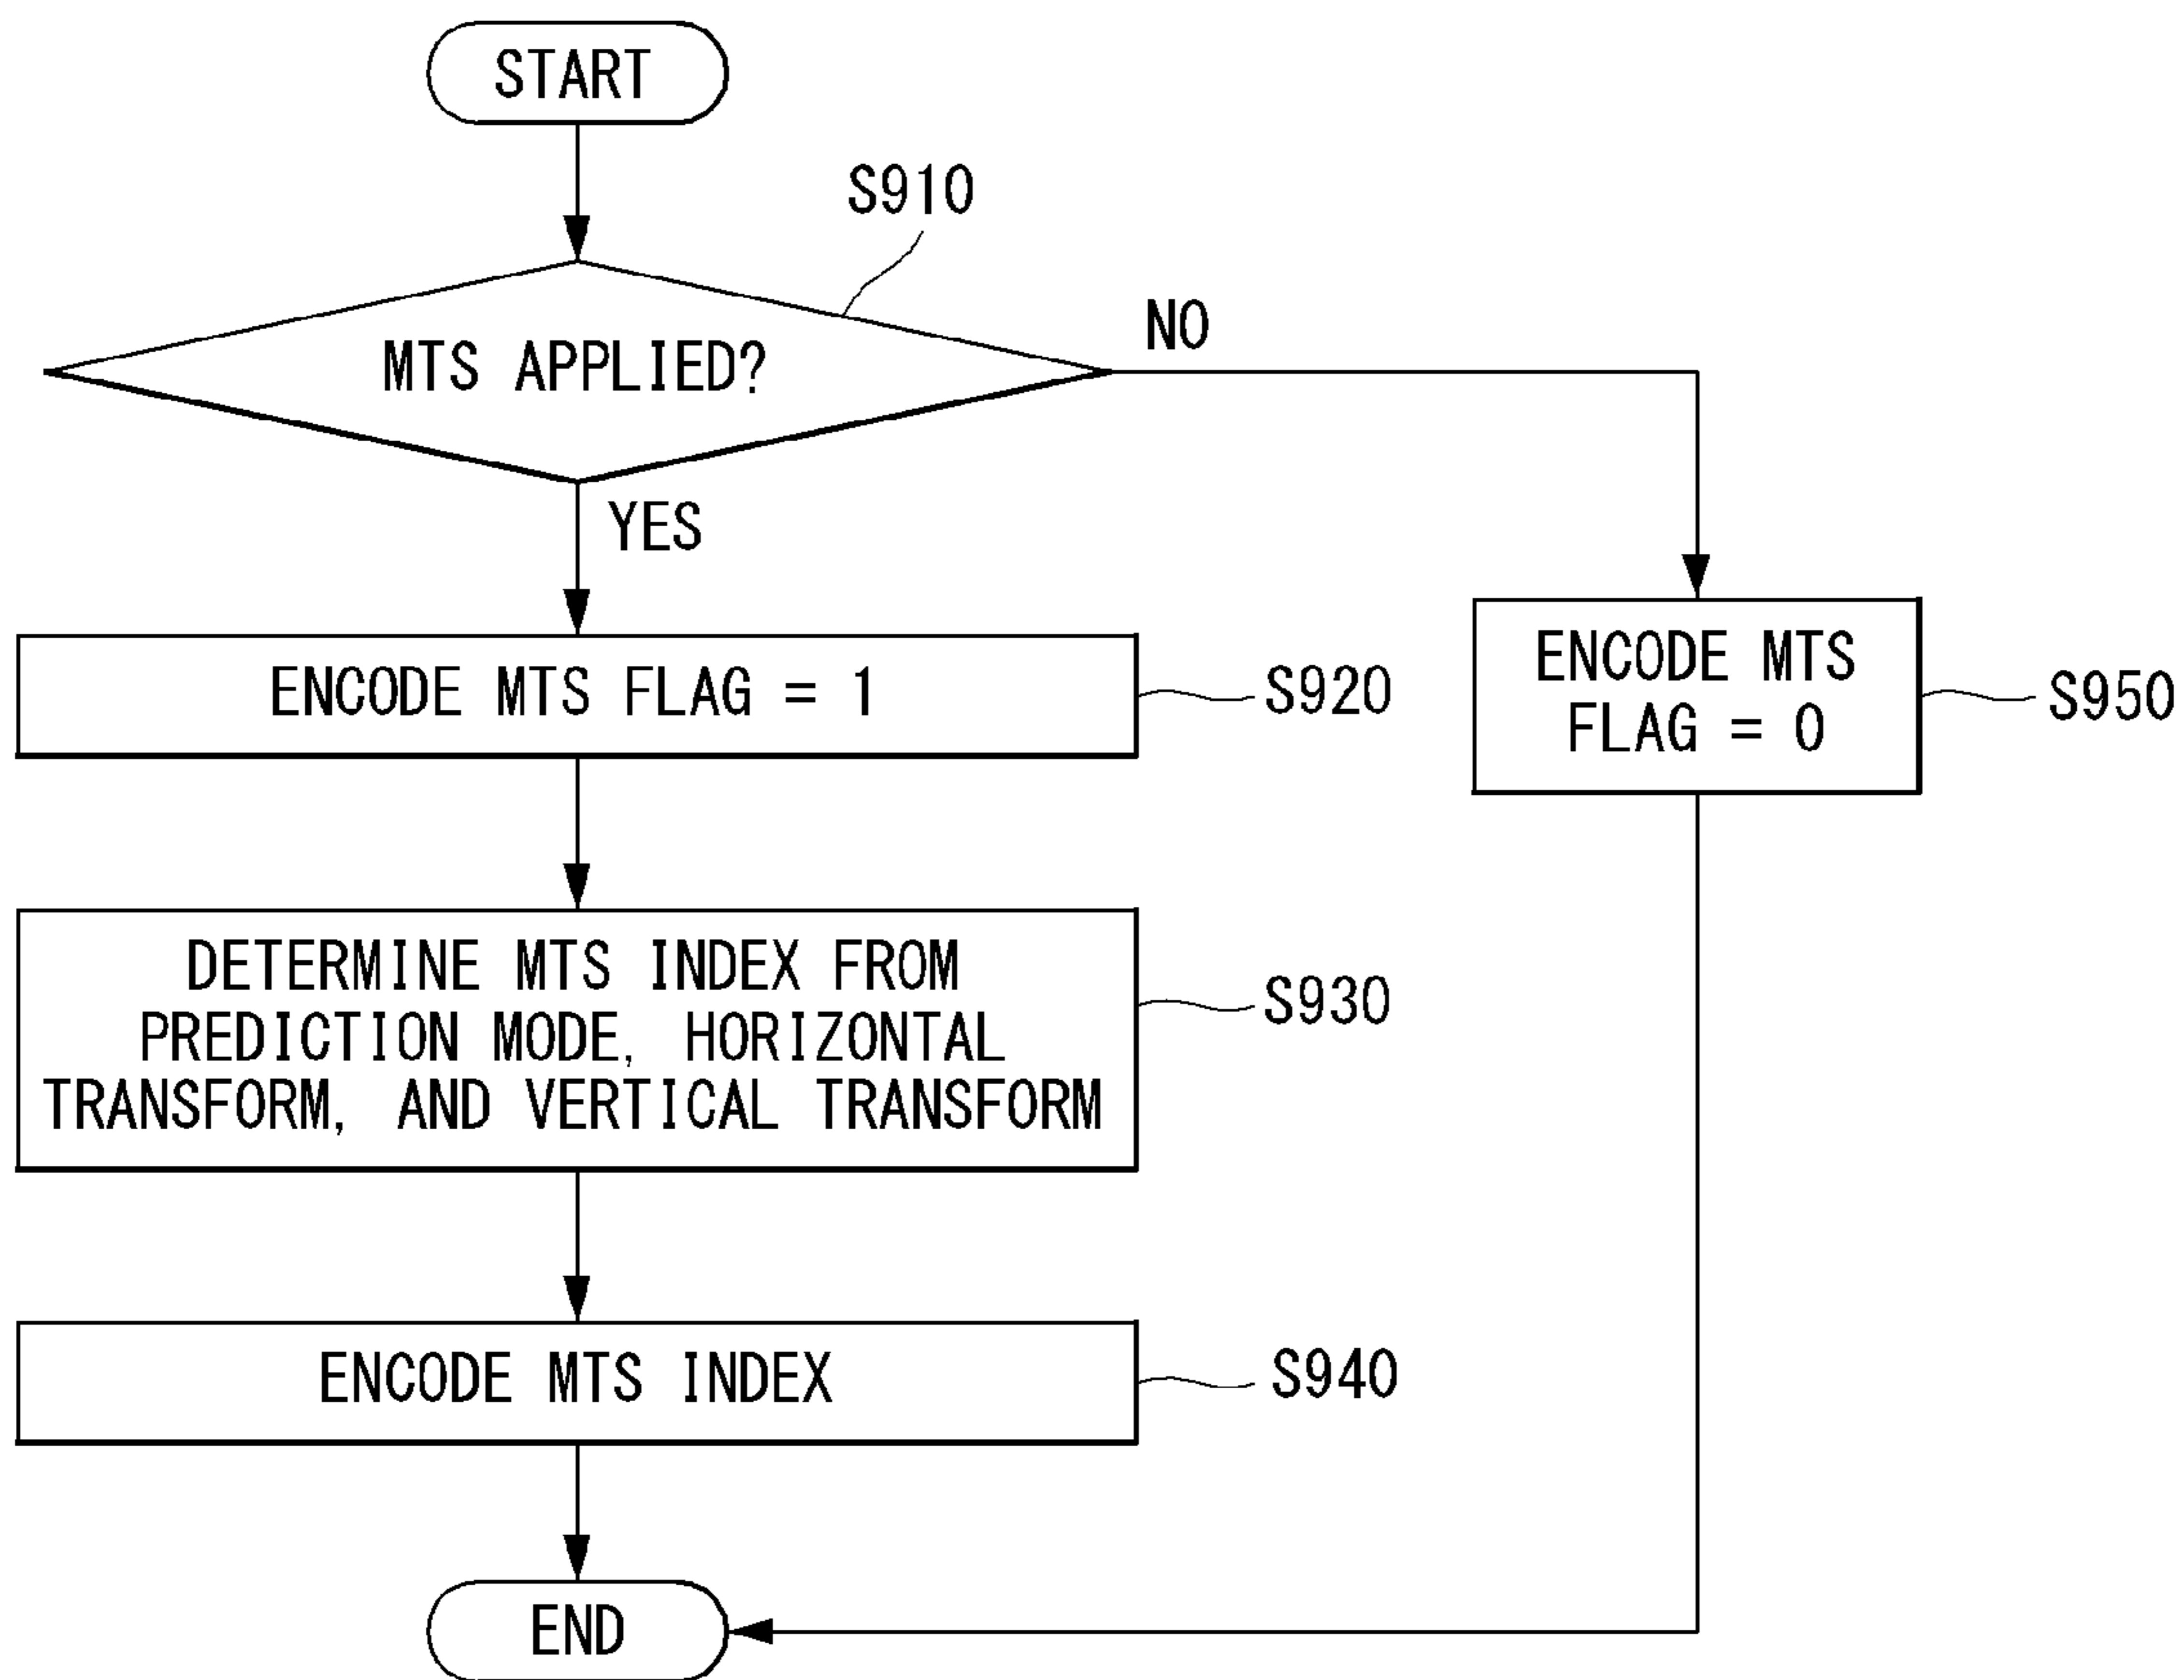 START
S910
MTS APPLIED?
NO
YES
ENCODE MTS FLAG = 1
S920
ENCODE MTS
FLAG = 0
S950
DETERMINE MTS INDEX FROM
PREDICTION MODE, HORIZONTAL
TRANSFORM, AND VERTICAL TRANSFORM
S930
ENCODE MTS INDEX
S940
END